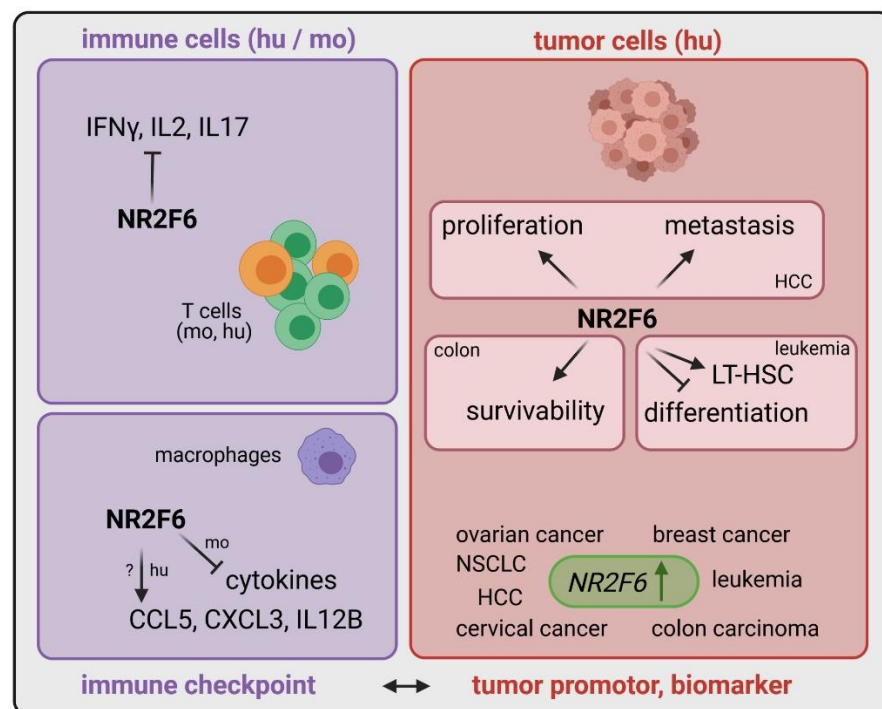 immune cells (hu / mo)
IFNγ, IL2, IL17
NR2F6
T cells
(mo, hu)
macrophages
NR2F6
mo
? hu
cytokines
CCL5, CXCL3, IL12B
immune checkpoint
tumor cells (hu)
proliferation metastasis
HCC
NR2F6
colon
survivability
leukemia
LT-HSC
differentiation
ovarian cancer breast cancer
NSCLC
NR2F6 leukemia
HCC
cervical cancer colon carcinoma
tumor promotor, biomarker